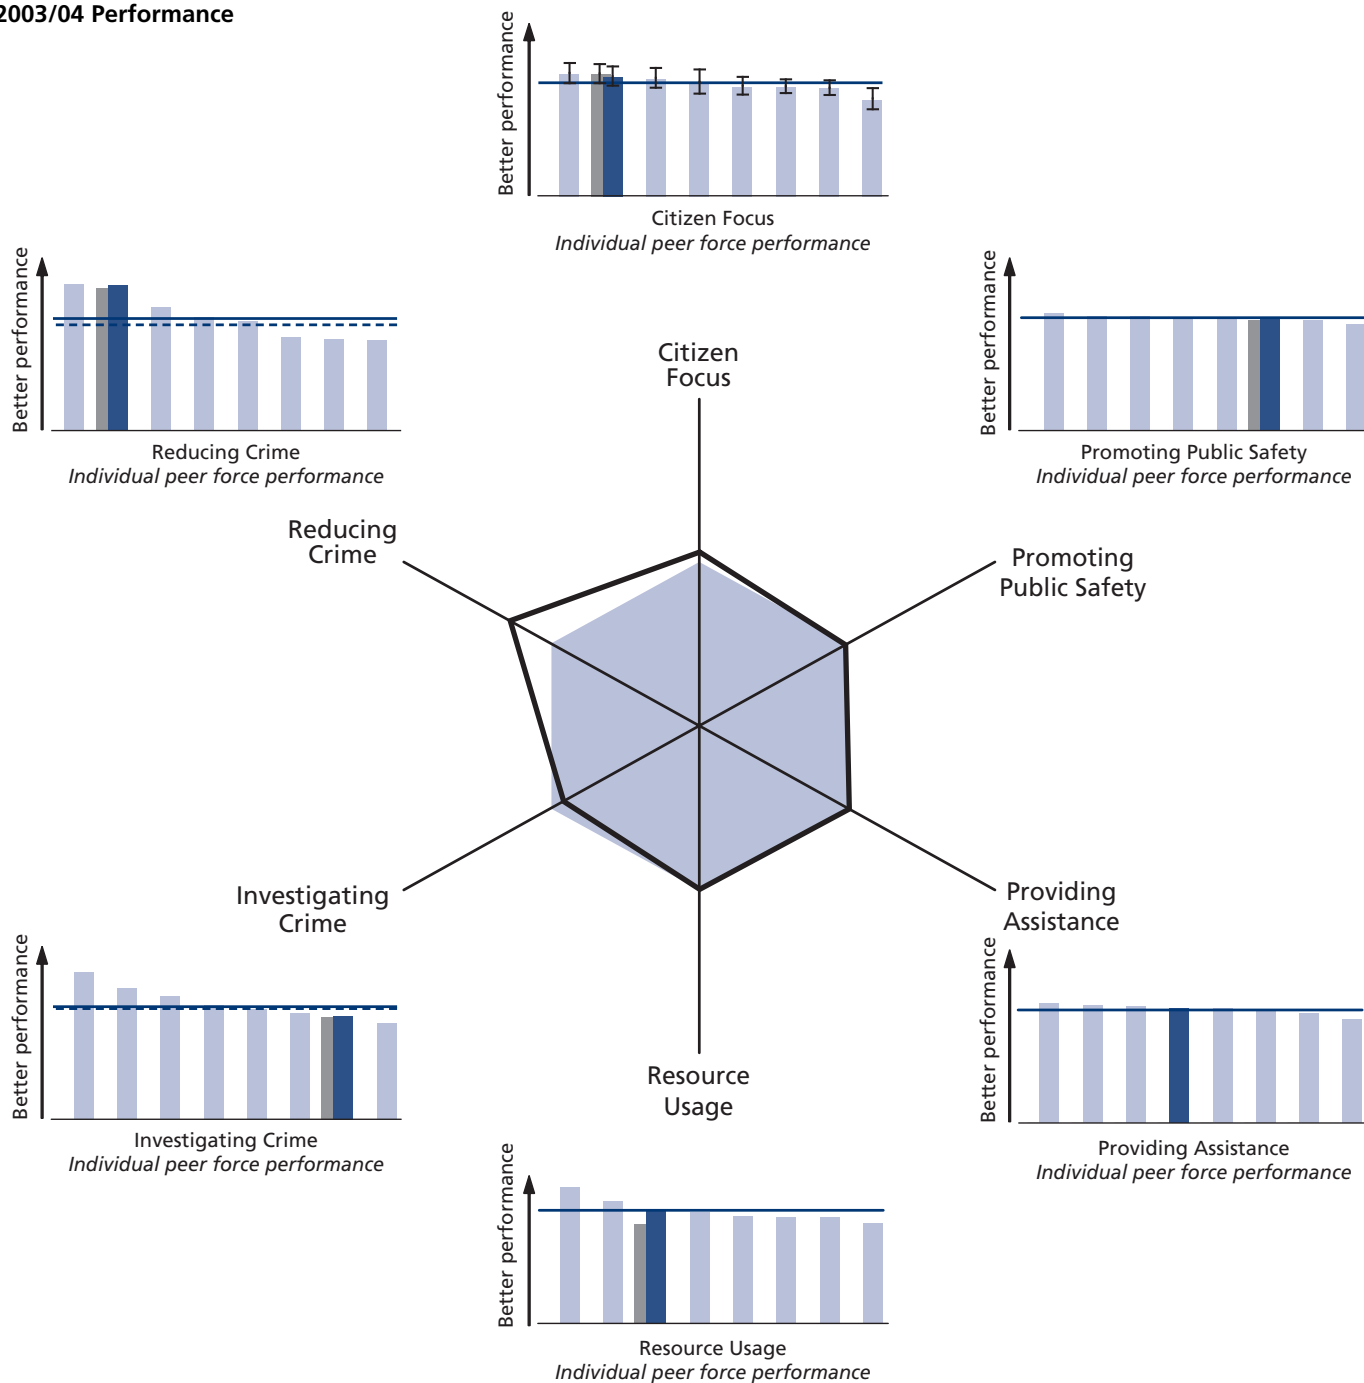 2003/04 Performance
Better performance
Citizen Focus
Individual peer force performance
Better performance
Reducing Crime
Individual peer force performance
Better performance
Promoting Public Safety
Individual peer force performance
Citizen
Focus
Reducing
Crime
Promoting
Public Safety
Investigating
Crime
Providing
Assistance
Resource
Usage
Better performance
Investigating Crime
Individual peer force performance
Better performance
Providing Assistance
Individual peer force performance
Better performance
Resource Usage
Individual peer force performance